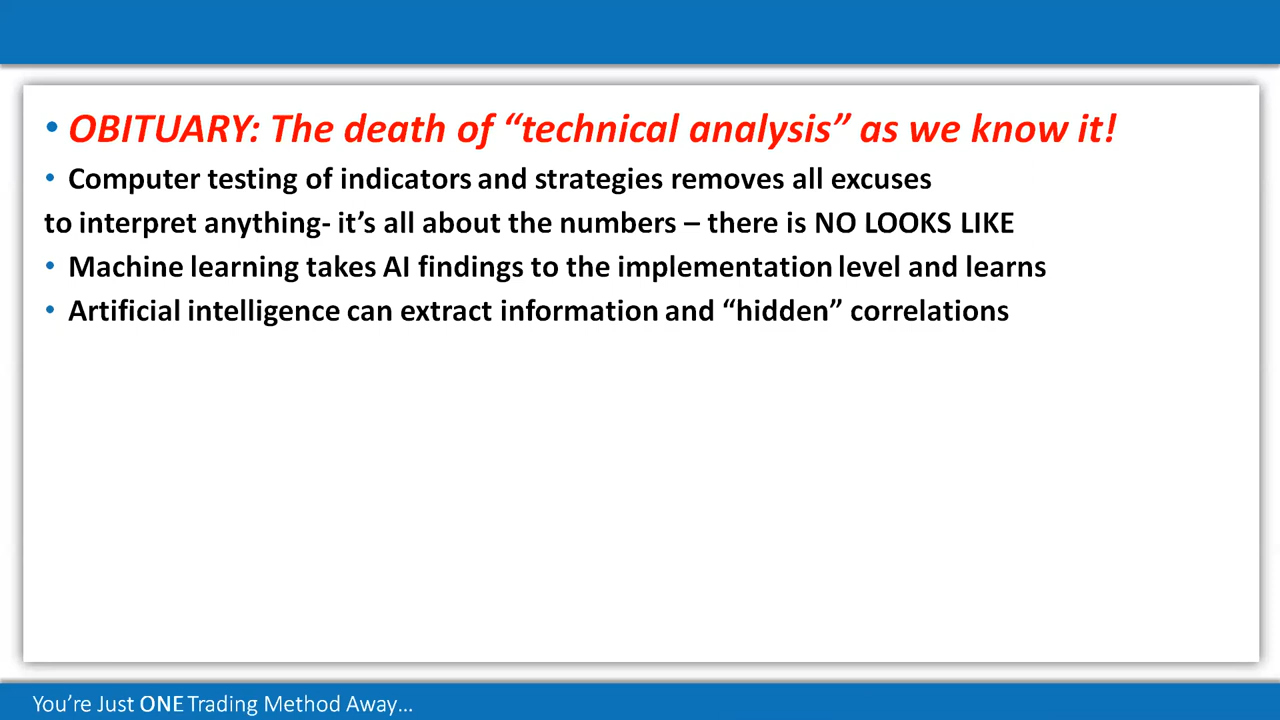 • OBITUARY: The death of “technical analysis” as we know it!
• Computer testing of indicators and strategies removes all excuses
to interpret anything- it’s all about the numbers – there is NO LOOKS LIKE
• Machine learning takes AI findings to the implementation level and learns
• Artificial intelligence can extract information and “hidden” correlations
You’re Just ONE Trading Method Away…